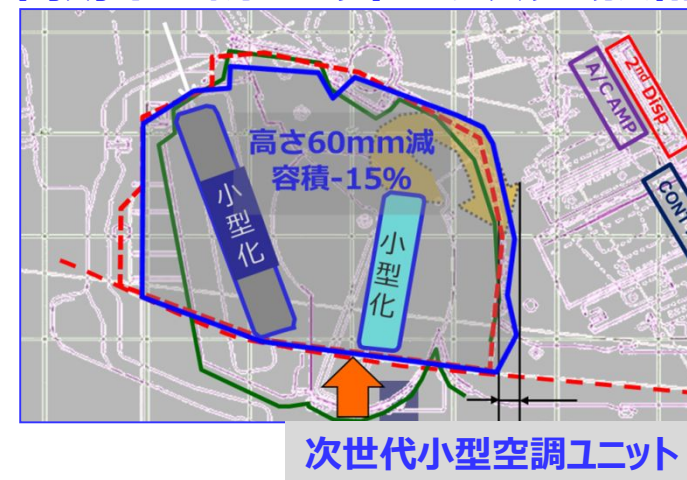 2nd Disp
A/C AMP
高さ60mm減
容積-15%
小型化
小型化
次世代小型空調ユニット